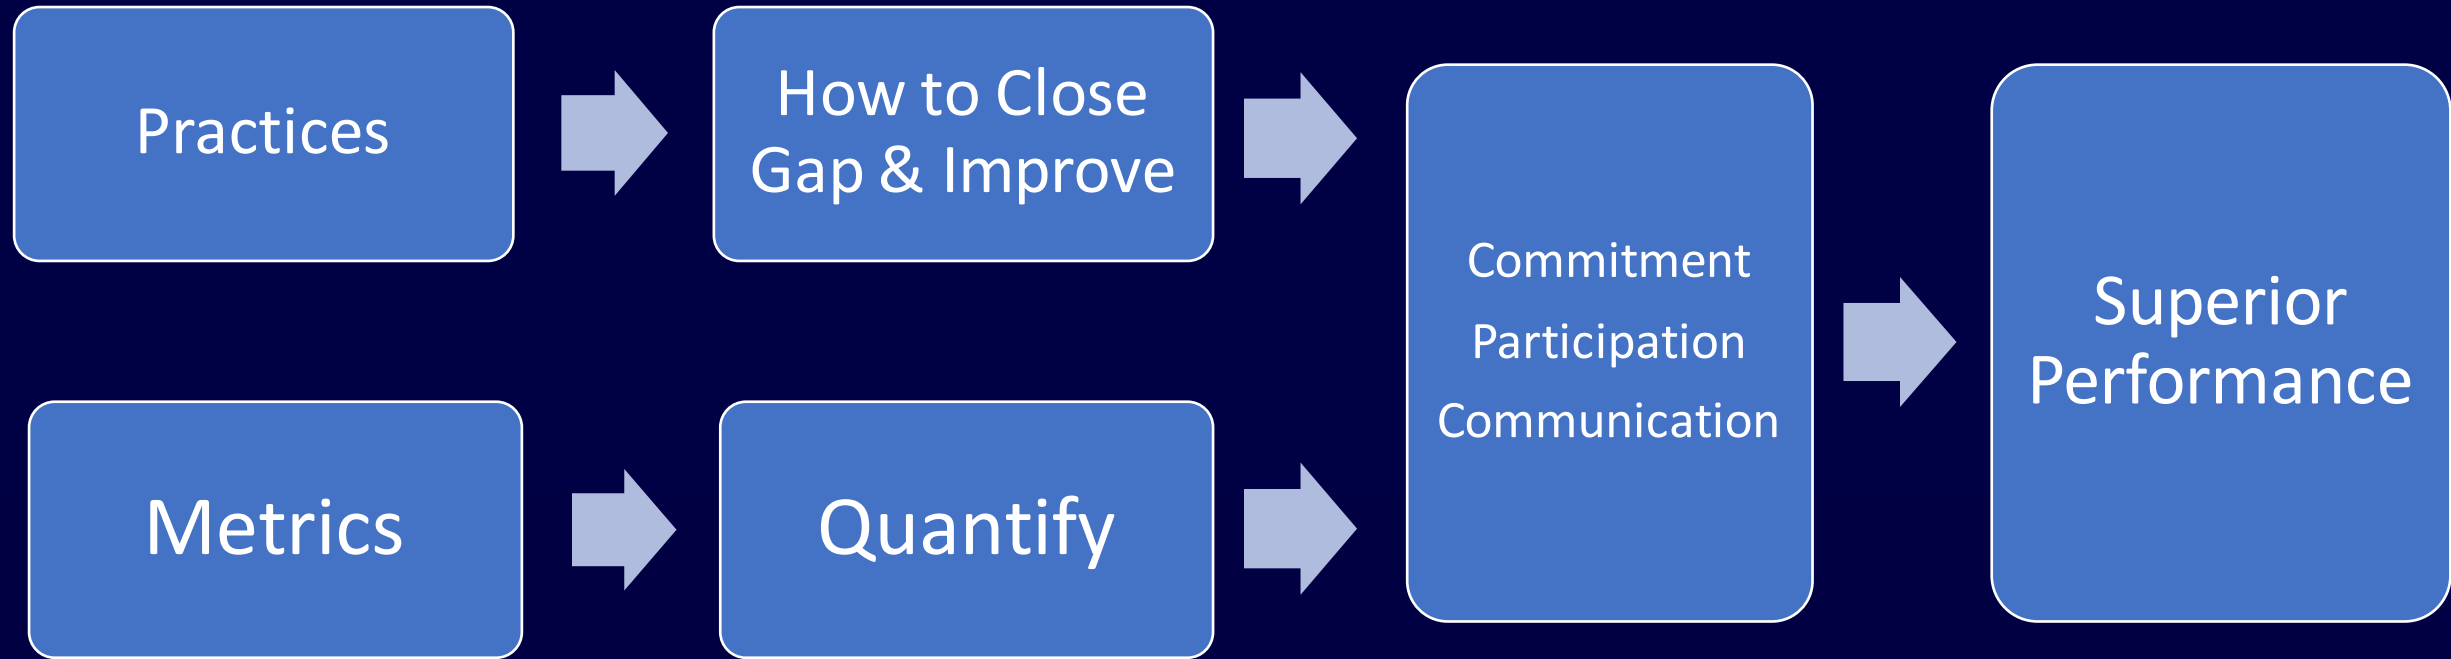 Practices
How to Close
Gap & Improve
Metrics
Quantify
Commitment
Participation
Communication
Superior
Performance